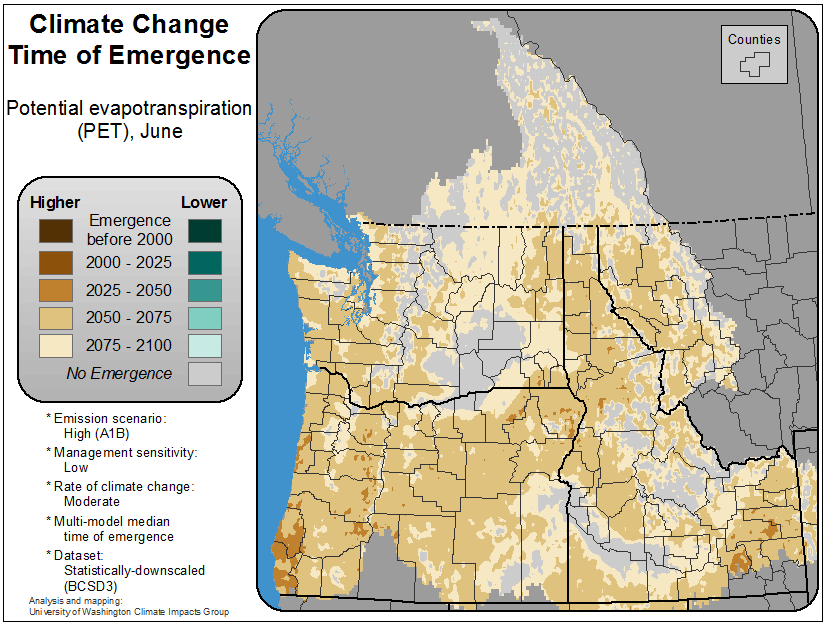 Climate Change
Time of Emergence
Potential evapotranspiration
(PET), June
Counties
Higher
Lower
Emergence
before 2000
2000 - 2025
2025 - 2050
2050 - 2075
2075 - 2100
No Emergence
* Emission scenario:
High (A1B)
* Management sensitivity:
Low
* Rate of climate change:
Moderate
* Multi-model median
time of emergence
* Dataset:
Statistically-downscaled
(BCSD3)
Analysis and mapping:
University of Washington Climate Impacts Group